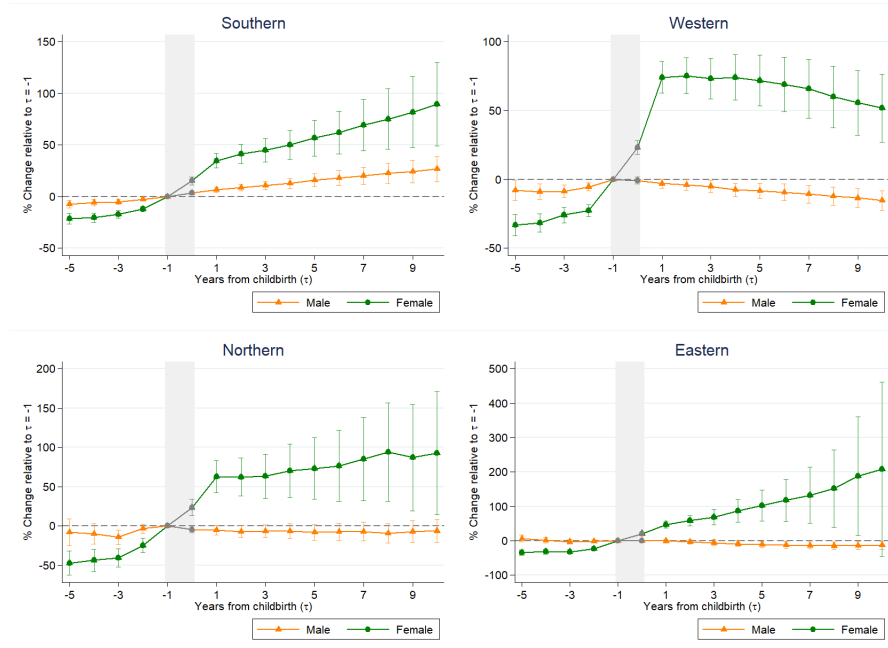 Southern
150
100
50
0
-50
% Change relative to τ = -1
-5 -3 -1 1 3 5 7 9
Years from childbirth (τ)
Male Female
Western
100
50
0
-50
% Change relative to τ = -1
-5 -3 -1 1 3 5 7 9
Years from childbirth (τ)
Male Female
Northern
200
150
100
50
0
-50
% Change relative to τ = -1
-5 -3 -1 1 3 5 7 9
Years from childbirth (τ)
Male Female
Eastern
500
400
300
200
100
0
-100
% Change relative to τ = -1
-5 -3 -1 1 3 5 7 9
Years from childbirth (τ)
Male Female